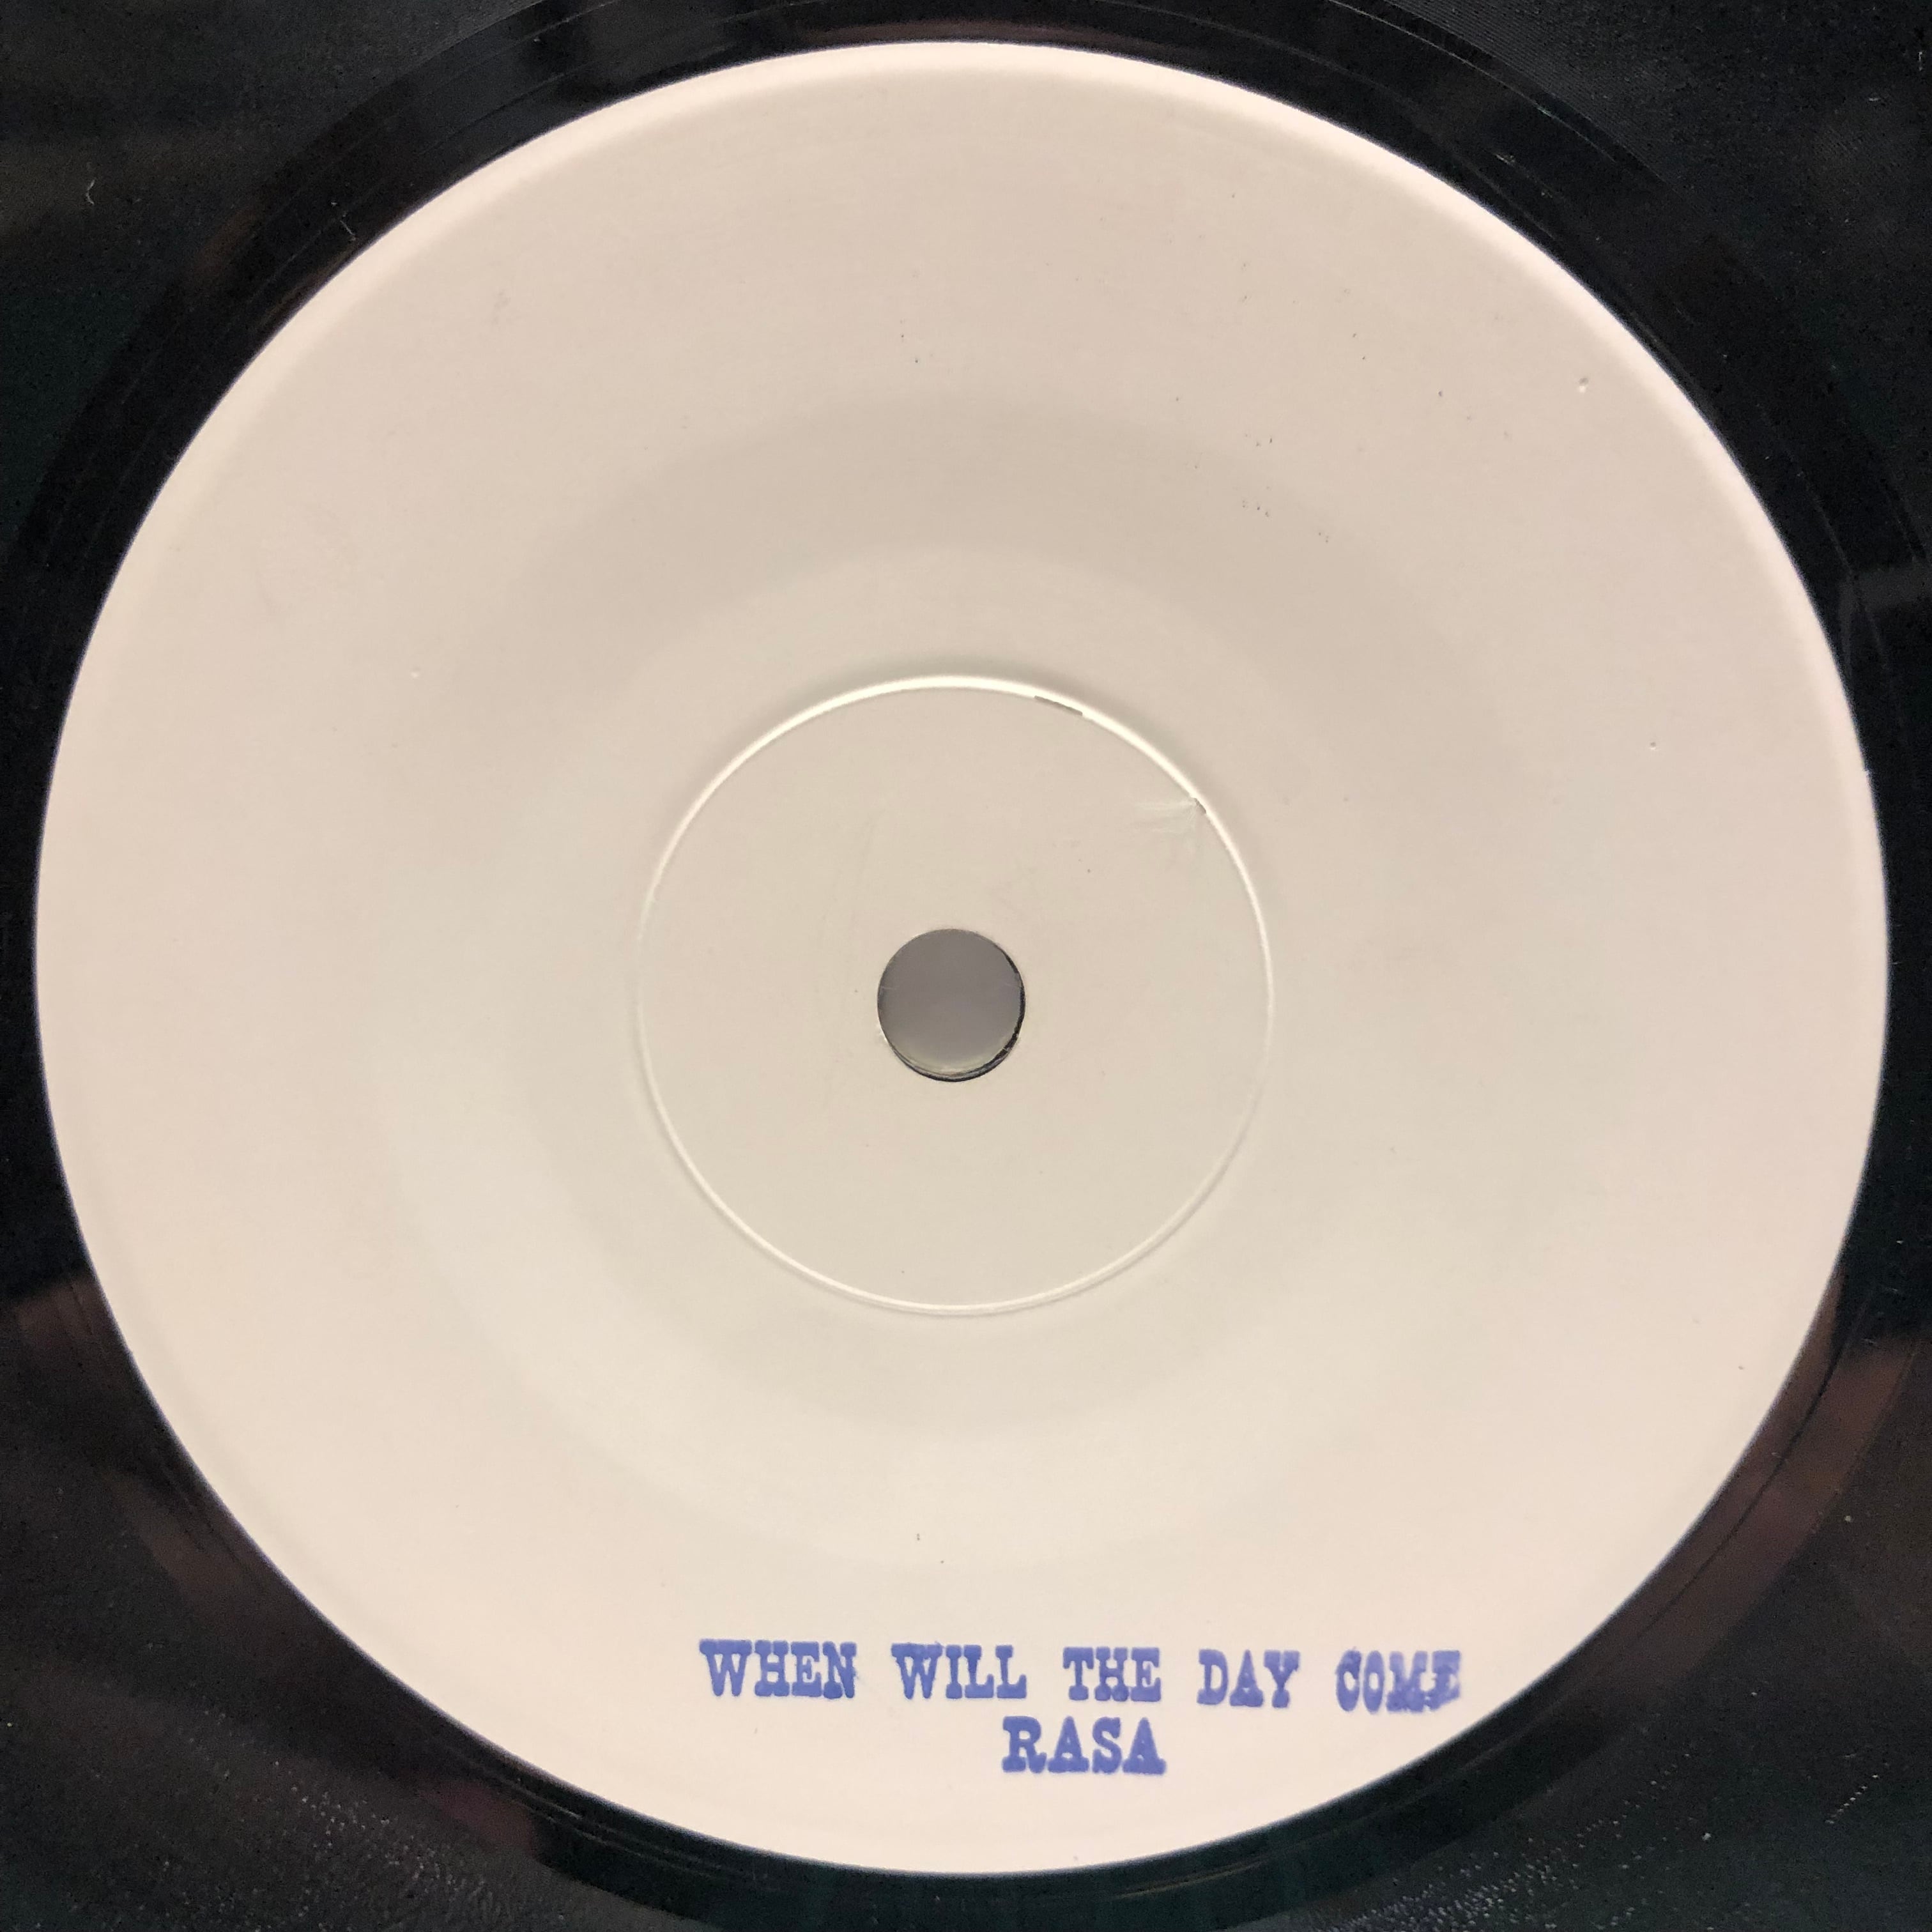 WHEN WILL THE DAY COME
RASA